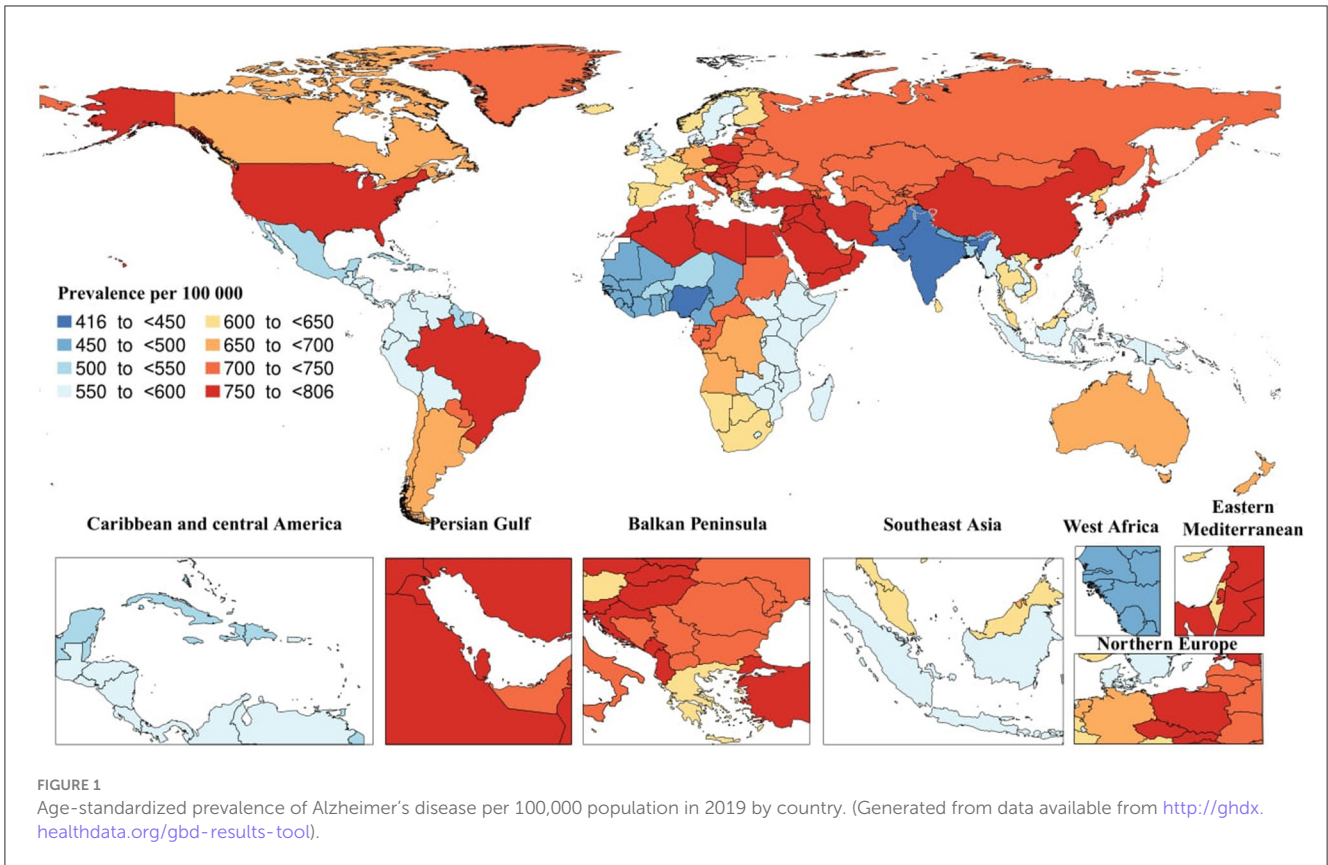 Prevalence per 100 000
416 to <450
450 to <500
500 to <550
550 to <600
600 to <650
650 to <700
700 to <750
750 to <806
Caribbean and central America
Persian Gulf
Balkan Peninsula
Southeast Asia
West Africa
Eastern
Mediterranean
Northern Europe
FIGURE 1
Age-standardized prevalence of Alzheimer's disease per 100,000 population in 2019 by country. (Generated from data available from http://ghdx.
healthdata.org/gbd-results-tool).